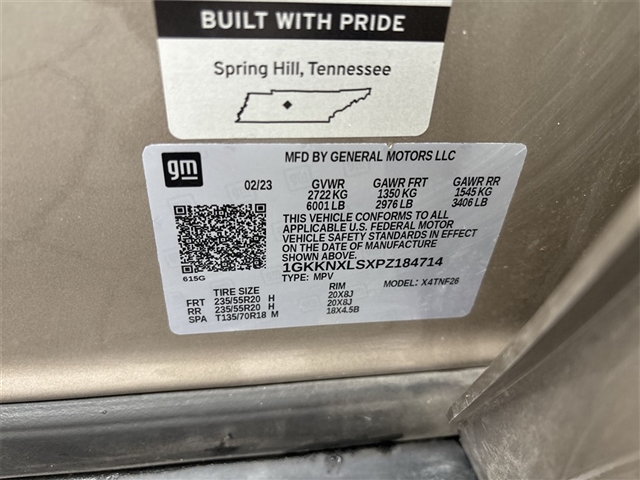 BUILT WITH PRIDE
Spring Hill, Tennessee
gm
MFD BY GENERAL MOTORS LLC
02/23 GVWR GAWR FRT GAWR RR
2722 KG 1350 KG 1545 KG
6001 LB 2976 LB 3406 LB
THIS VEHICLE CONFORMS TO ALL
APPLICABLE U.S. FEDERAL MOTOR
VEHICLE SAFETY STANDARDS IN EFFECT
ON THE DATE OF MANUFACTURE
SHOWN ABOVE.
1GKKNXLSXPZ184714
615G
TYPE: MPV MODEL: X4TNF26
TIRE SIZE RIM
FRT 235/55R20 H 20X8J
RR 235/55R20 H 20X8J
SPA T135/70R18 M 18X4.5B